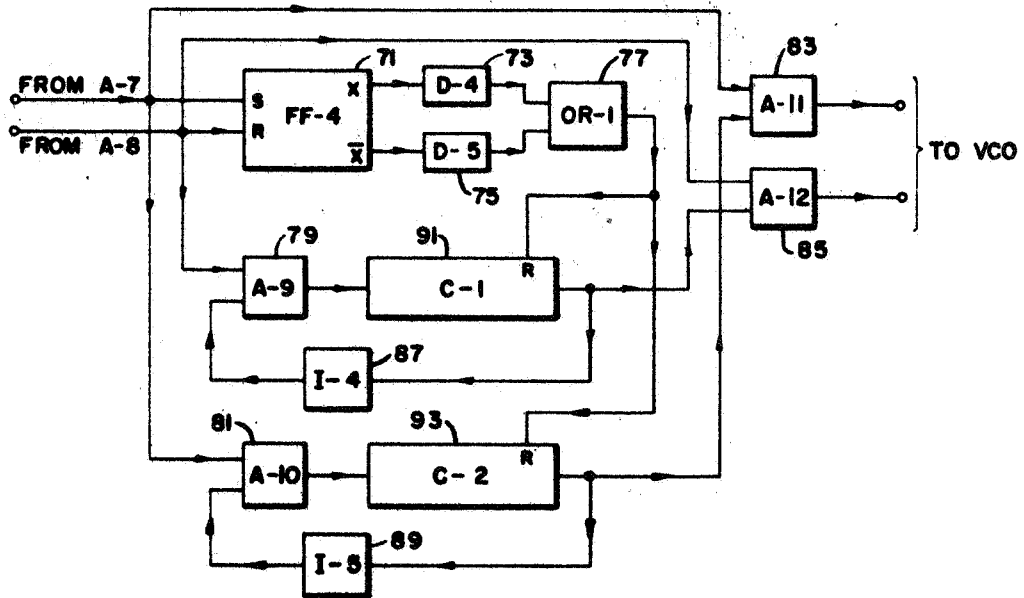 71
73
77
83
FROM A-7
S
X
FF-4
D-4
OR-1
A-11
R
FROM A-8
X̅
D-5
75
TO VCO
A-12
85
79
91
R
A-9
C-1
I-4
87
81
93
R
A-10
C-2
I-5
89